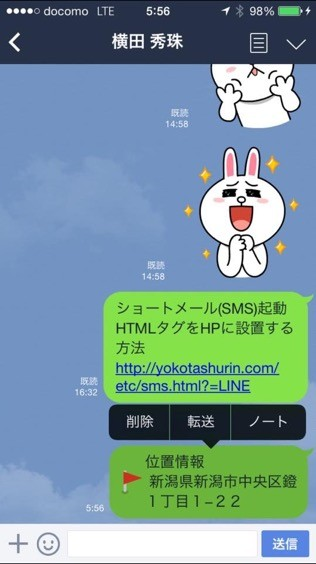 docomo LTE 5:56 98%
横田 秀珠
既読
14:58
既読
14:58
ショートメール(SMS)起動
HTMLタグをHPに設置する
方法
http://yokotashurin.com/
etc/sms.html?=LINE
既読
16:32
削除 転送 ノート
位置情報
新潟県新潟市中央区鐙
１丁目１−２２
5:56
送信